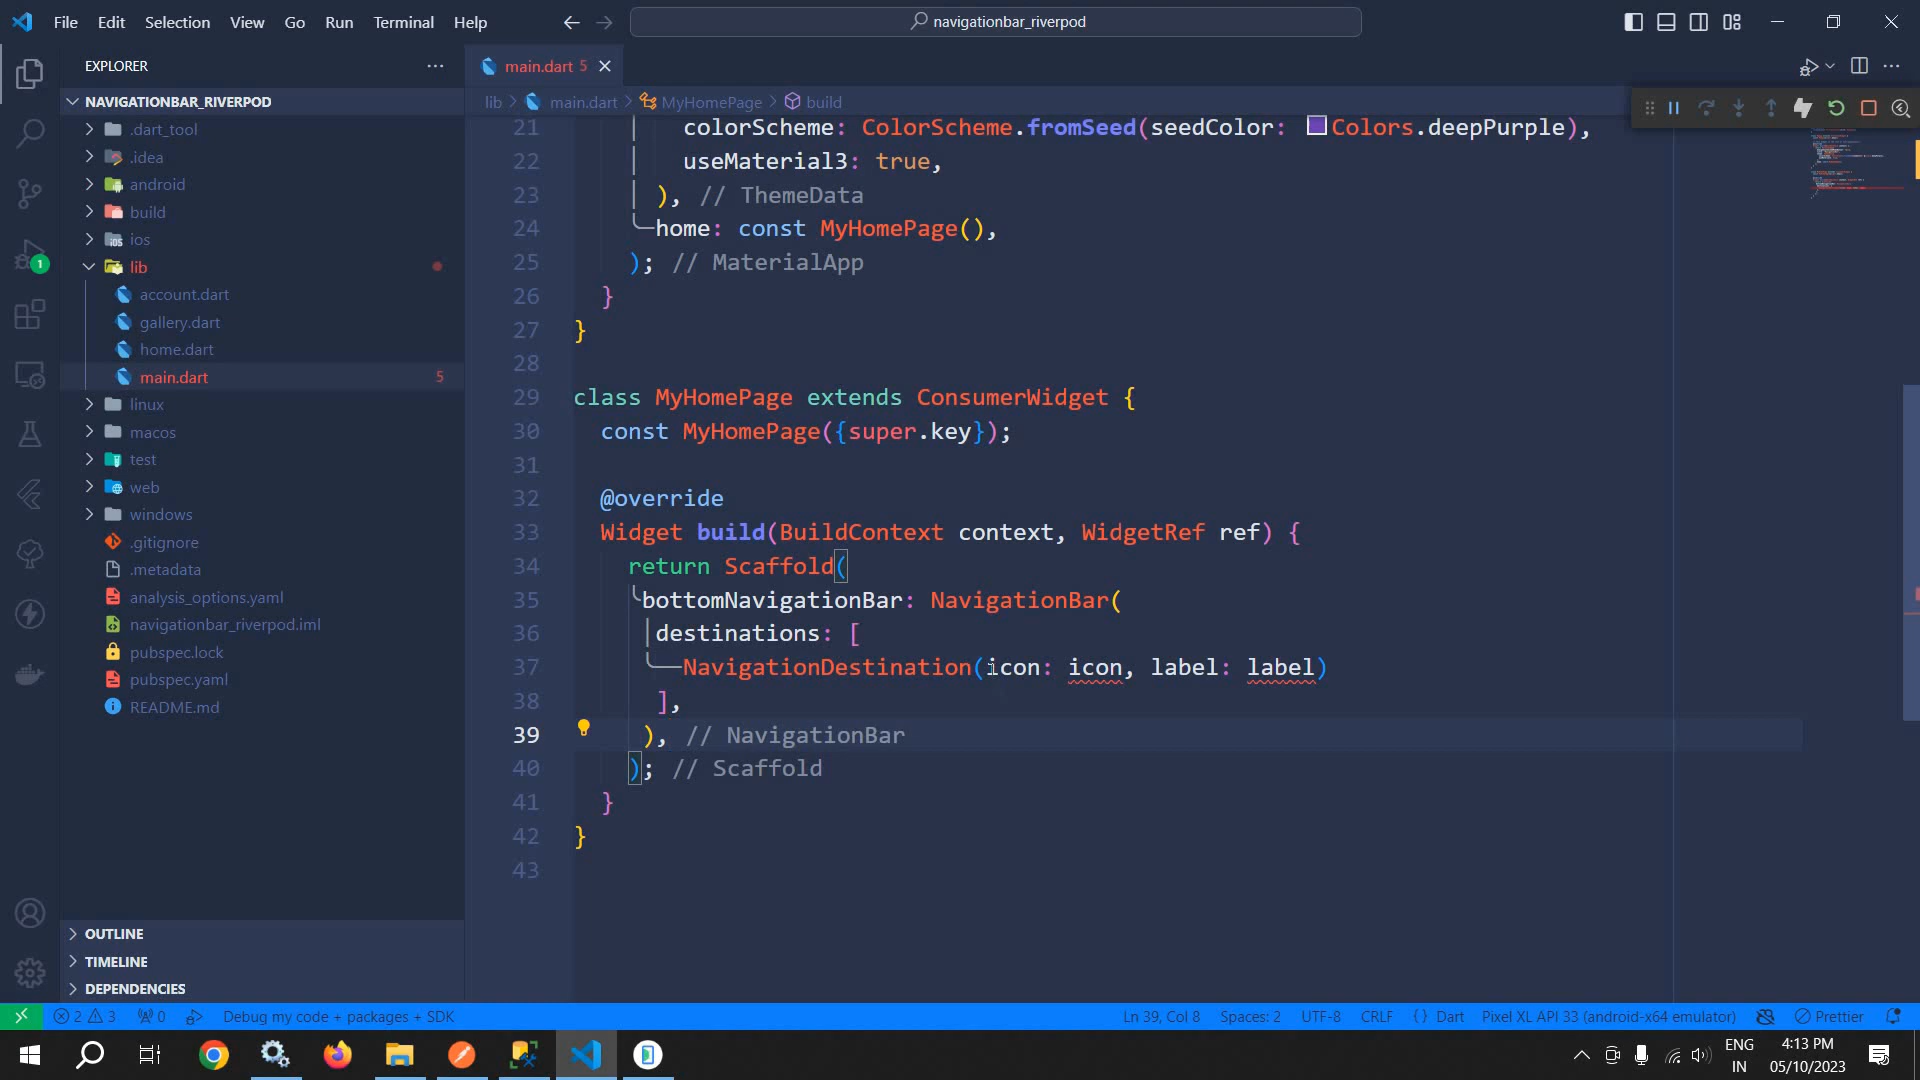 File Edit Selection View Go Run Terminal Help
navigationbar_riverpod
EXPLORER
NAVIGATIONBAR_RIVERPOD
.dart_tool
.idea
android
build
ios
lib
account.dart
gallery.dart
home.dart
main.dart 5
linux
macos
test
web
windows
.gitignore
.metadata
analysis_options.yaml
navigationbar_riverpod.iml
pubspec.lock
pubspec.yaml
README.md
OUTLINE
TIMELINE
DEPENDENCIES
1
main.dart 5
lib > main.dart > MyHomePage > build
21 colorScheme: ColorScheme.fromSeed(seedColor: Colors.deepPurple),
22 useMaterial3: true,
23 ), // ThemeData
24 home: const MyHomePage(),
25 ); // MaterialApp
26 }
27 }
28
29 class MyHomePage extends ConsumerWidget {
30 const MyHomePage({super.key});
31
32 @override
33 Widget build(BuildContext context, WidgetRef ref) {
34 return Scaffold(
35 bottomNavigationBar: NavigationBar(
36 destinations: [
37 NavigationDestination(icon: icon, label: label)
38 ],
39 ), // NavigationBar
40 ); // Scaffold
41 }
42 }
43
2 3 0 Debug my code + packages + SDK
Ln 39, Col 8 Spaces: 2 UTF-8 CRLF {} Dart Pixel XL API 33 (android-x64 emulator) Prettier
ENG
IN
4:13 PM
05/10/2023